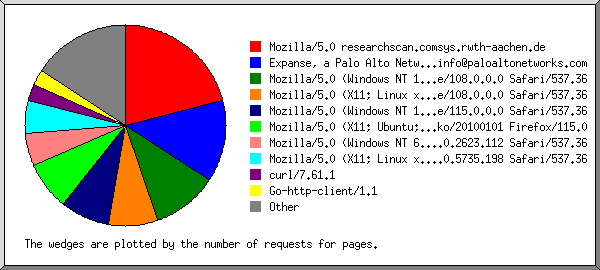 Mozilla/5.0 researchscan.comsys.rwth-aachen.de
Expanse, a Palo Alto Netw...info@paloaltonetworks.com
Mozilla/5.0 (Windows NT 1...e/108.0.0.0 Safari/537.36
Mozilla/5.0 (X11; Linux x...e/108.0.0.0 Safari/537.36
Mozilla/5.0 (Windows NT 1...e/115.0.0.0 Safari/537.36
Mozilla/5.0 (X11; Ubuntu;...ko/20100101 Firefox/115.0
Mozilla/5.0 (Windows NT 6....0.2623.112 Safari/537.36
Mozilla/5.0 (X11; Linux x....0.5735.198 Safari/537.36
curl/7.61.1
Go-http-client/1.1
Other
The wedges are plotted by the number of requests for pages.